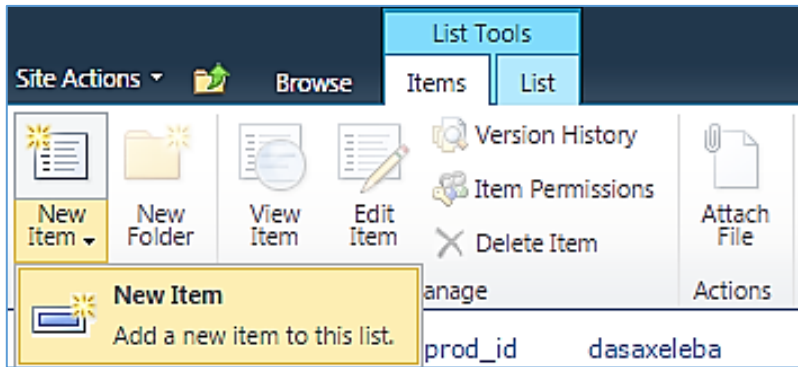 List Tools
Site Actions Browse Items List
New Item
New Folder
View Item
Edit Item
Version History
Item Permissions
Delete Item
Attach File
anage
Actions
New Item
Add a new item to this list.
prod_id dasaxeleba